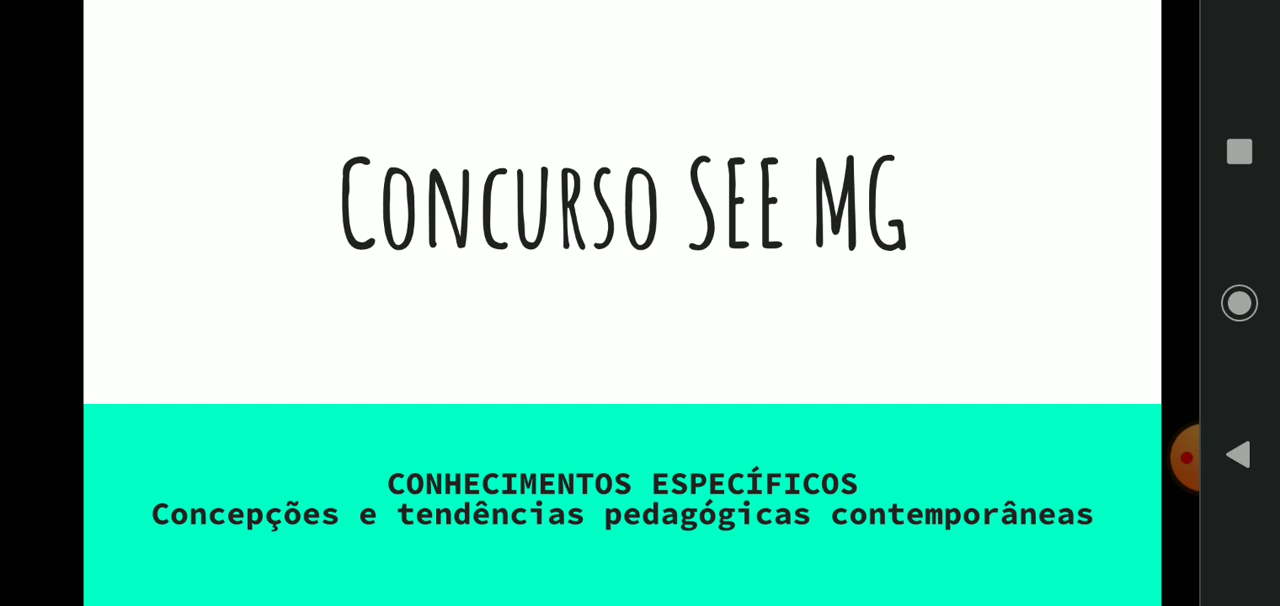 Concurso SEE MG
CONHECIMENTOS ESPECÍFICOS
Concepções e tendências pedagógicas contemporâneas